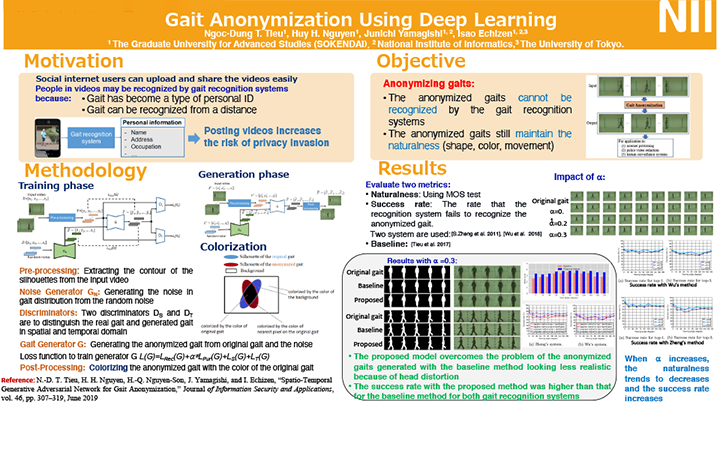 Gait Anonymization Using Deep Learning
NII
Ngoc-Dung T. Tieu¹, Huy H. Nguyen¹, Junichi Yamagishi¹,², Isao Echizen¹,²,³
¹ The Graduate University for Advanced Studies (SOKENDAI), ² National Institute of Informatics,³ The University of Tokyo.
Motivation
Social internet users can upload and share the videos easily
People in videos may be recognized by gait recognition systems
because: • Gait has become a type of personal ID
• Gait can be recognized from a distance
Gait recognition
system
Personal information
- Name
- Address
- Occupation
Posting videos increases
the risk of privacy invasion
Objective
Anonymizing gaits:
• The anonymized gaits cannot be
recognized by the gait recognition
systems
• The anonymized gaits still maintain the
naturalness (shape, color, movement)
Input
Gait Anonymization
Output
Methodology
Training phase
Generation phase
Colorization
Silhouette of the original gait
Silhouette of the anonymized gait
Background
colorized by the color of
the background
colorized by the color of
original gait
colorized by the color of the
nearest pixel on the original gait
Pre-processing: Extracting the contour of the
silhouettes from the input video
Noise Generator G_N: Generating the noise in
gait distribution from the random noise
Discriminators: Two discriminators D_S and D_T
are to distinguish the real gait and generated gait
in spatial and temporal domain
Gait Generator G: Generating the anonymized gait from original gait and the noise
Loss function to train generator G
Post-Processing: Colorizing the anonymized gait with the color of the original gait
Reference: N.-D. T. Tieu, H. H. Nguyen, H.-Q. Nguyen-Son, J. Yamagishi, and I. Echizen, "Spatio-Temporal
Generative Adversarial Network for Gait Anonymization," Journal of Information Security and Applications,
vol. 46, pp. 307–319, June 2019
Results
Evaluate two metrics:
• Naturalness: Using MOS test
• Success rate: The rate that the
recognition system fails to recognize the
anonymized gait.
Two system are used: [B.Zheng et al. 2011], [Wu et al. 2016]
• Baseline: [Tieu et al. 2017]
Impact of α:
Original gait
α=0.
α=0.2
α=0.3
Results with α =0.3:
Original gait
Baseline
Proposed
Original gait
Baseline
Proposed
(a) Zheng's system.
(b) Wu's system.
Success rate with Wu's method
Success rate with Zheng's method
• The proposed model overcomes the problem of the anonymized
gaits generated with the baseline method looking less realistic
because of head distortion
• The success rate with the proposed method was higher than that
for the baseline method for both gait recognition systems
When α increases,
the naturalness
trends to decreases
and the success rate
increases